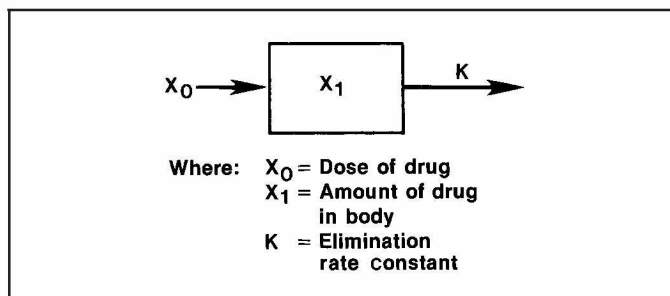 X0 X1 K
Where: X0 = Dose of drug
X1 = Amount of drug
in body
K = Elimination
rate constant